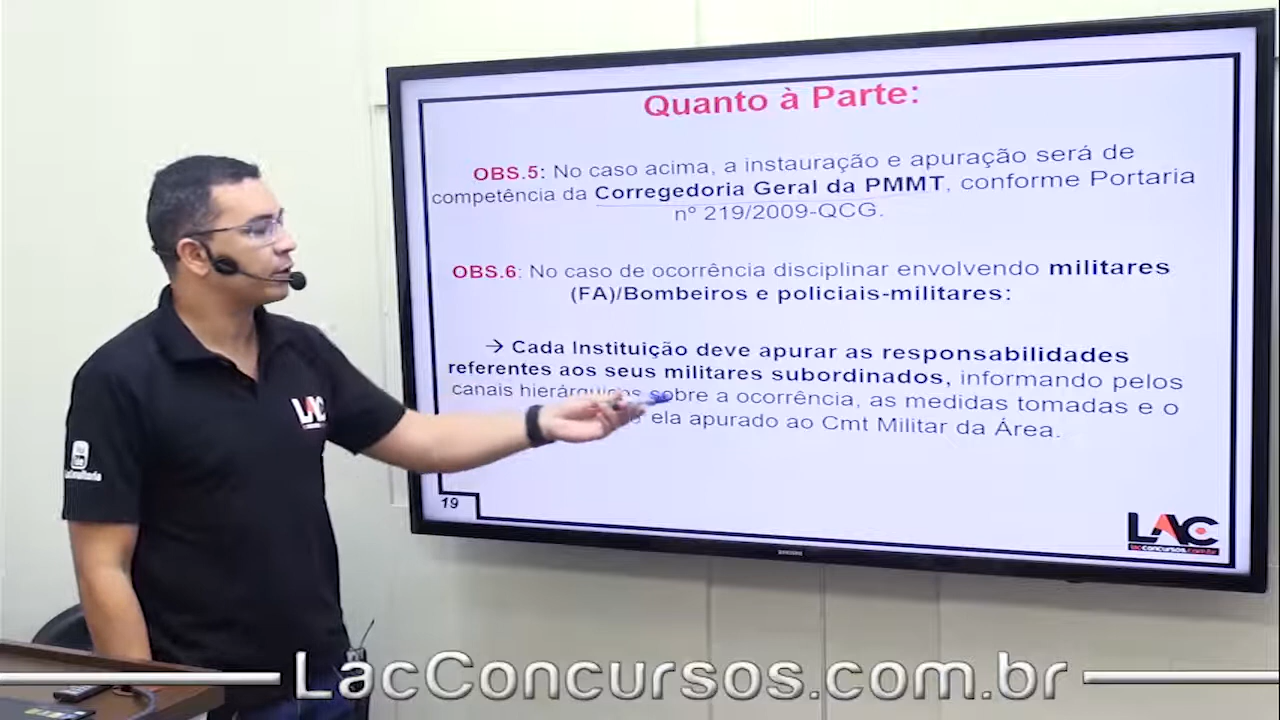 Quanto à Parte:
OBS.5: No caso acima, a instauração e apuração será de
competência da Corregedoria Geral da PMMT, conforme Portaria
nº 219/2009-QCG.
OBS.6: No caso de ocorrência disciplinar envolvendo militares
(FA)/Bombeiros e policiais-militares:
→ Cada Instituição deve apurar as responsabilidades
referentes aos seus militares subordinados, informando pelos
canais hierárquicos sobre a ocorrência, as medidas tomadas e o
ela apurado ao Cmt Militar da Área.
19
LAC
lacconcursos.com.br
SAMSUNG
LAC
LacConcursos.com.br